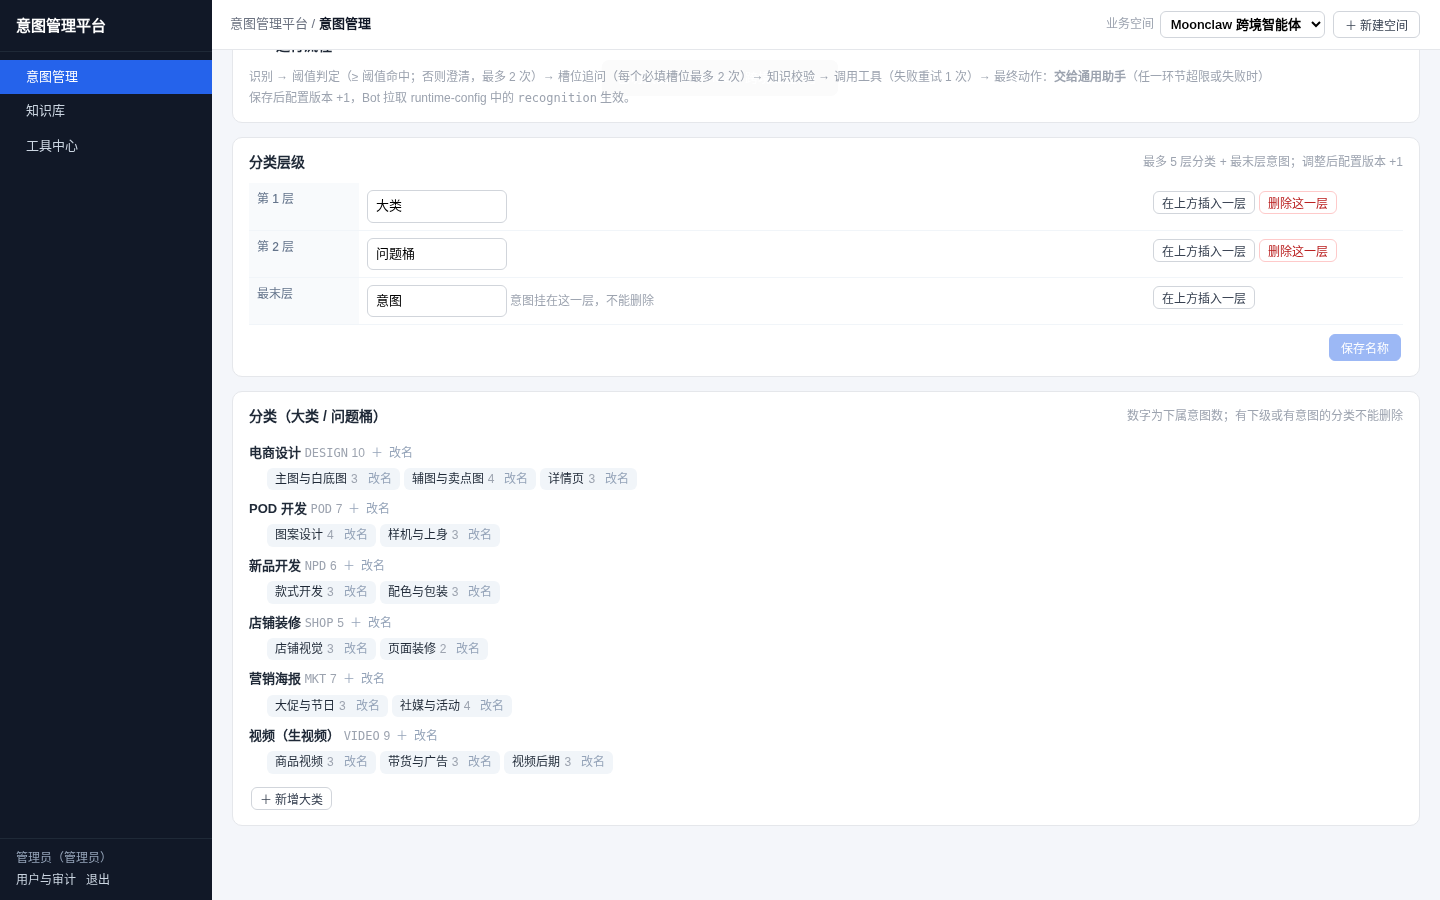 意图管理平台
意图管理
知识库
工具中心
管理员（管理员）
用户与审计 退出
意图管理平台 / 意图管理
业务空间 Moonclaw 跨境智能体 ＋ 新建空间
识别 → 阈值判定（≥ 阈值命中；否则澄清，最多 2 次）→ 槽位追问（每个必填槽位最多 2 次）→ 知识校验 → 调用工具（失败重试 1 次）→ 最终动作：交给通用助手（任一环节超限或失败时）
保存后配置版本 +1，Bot 拉取 runtime-config 中的 recognition 生效。
分类层级 最多 5 层分类 + 最末层意图；调整后配置版本 +1
第 1 层 大类 在上方插入一层 删除这一层
第 2 层 问题桶 在上方插入一层 删除这一层
最末层 意图 意图挂在这一层，不能删除 在上方插入一层
保存名称
分类（大类 / 问题桶） 数字为下属意图数；有下级或有意图的分类不能删除
电商设计 DESIGN 10 ＋ 改名
主图与白底图 3 改名 辅图与卖点图 4 改名 详情页 3 改名
POD 开发 POD 7 ＋ 改名
图案设计 4 改名 样机与上身 3 改名
新品开发 NPD 6 ＋ 改名
款式开发 3 改名 配色与包装 3 改名
店铺装修 SHOP 5 ＋ 改名
店铺视觉 3 改名 页面装修 2 改名
营销海报 MKT 7 ＋ 改名
大促与节日 3 改名 社媒与活动 4 改名
视频（生视频） VIDEO 9 ＋ 改名
商品视频 3 改名 带货与广告 3 改名 视频后期 3 改名
＋ 新增大类